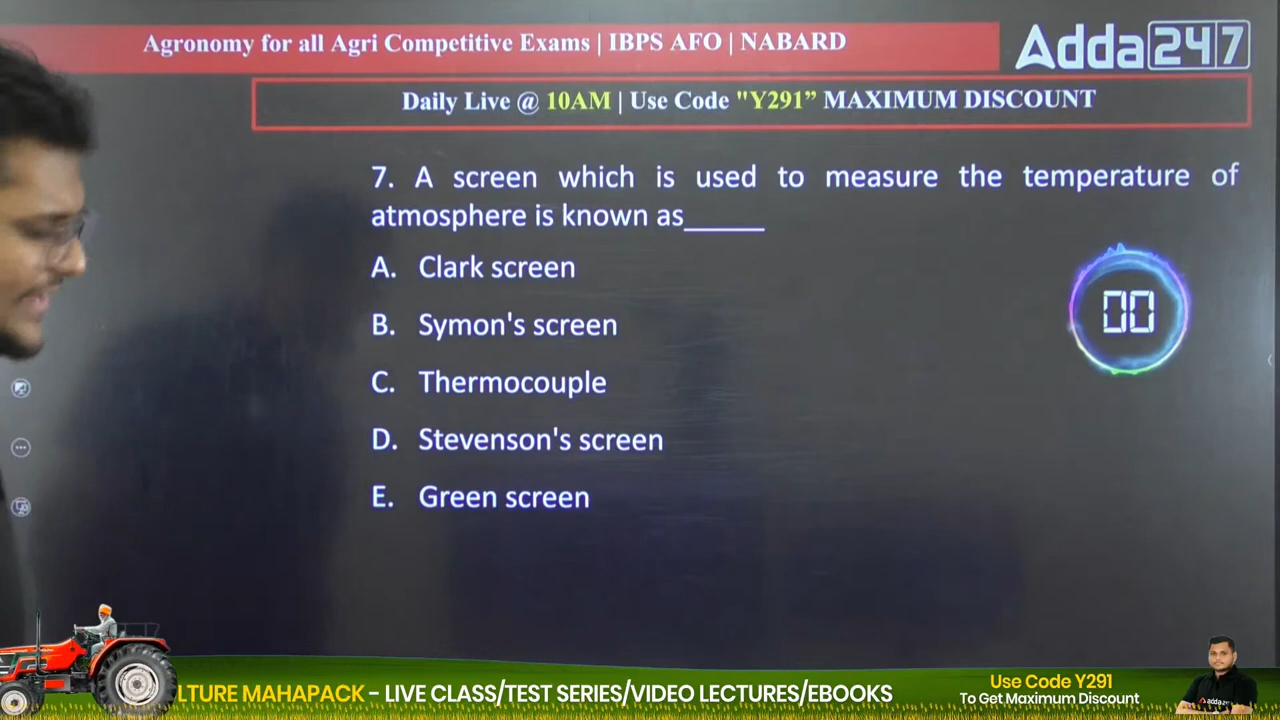 Agronomy for all Agri Competitive Exams | IBPS AFO | NABARD
Adda247
Daily Live @ 10AM | Use Code "Y291” MAXIMUM DISCOUNT
7. A screen which is used to measure the temperature of
atmosphere is known as_____
A. Clark screen
B. Symon's screen
C. Thermocouple
D. Stevenson's screen
E. Green screen
00
LTURE MAHAPACK - LIVE CLASS/TEST SERIES/VIDEO LECTURES/EBOOKS
Use Code Y291
To Get Maximum Discount